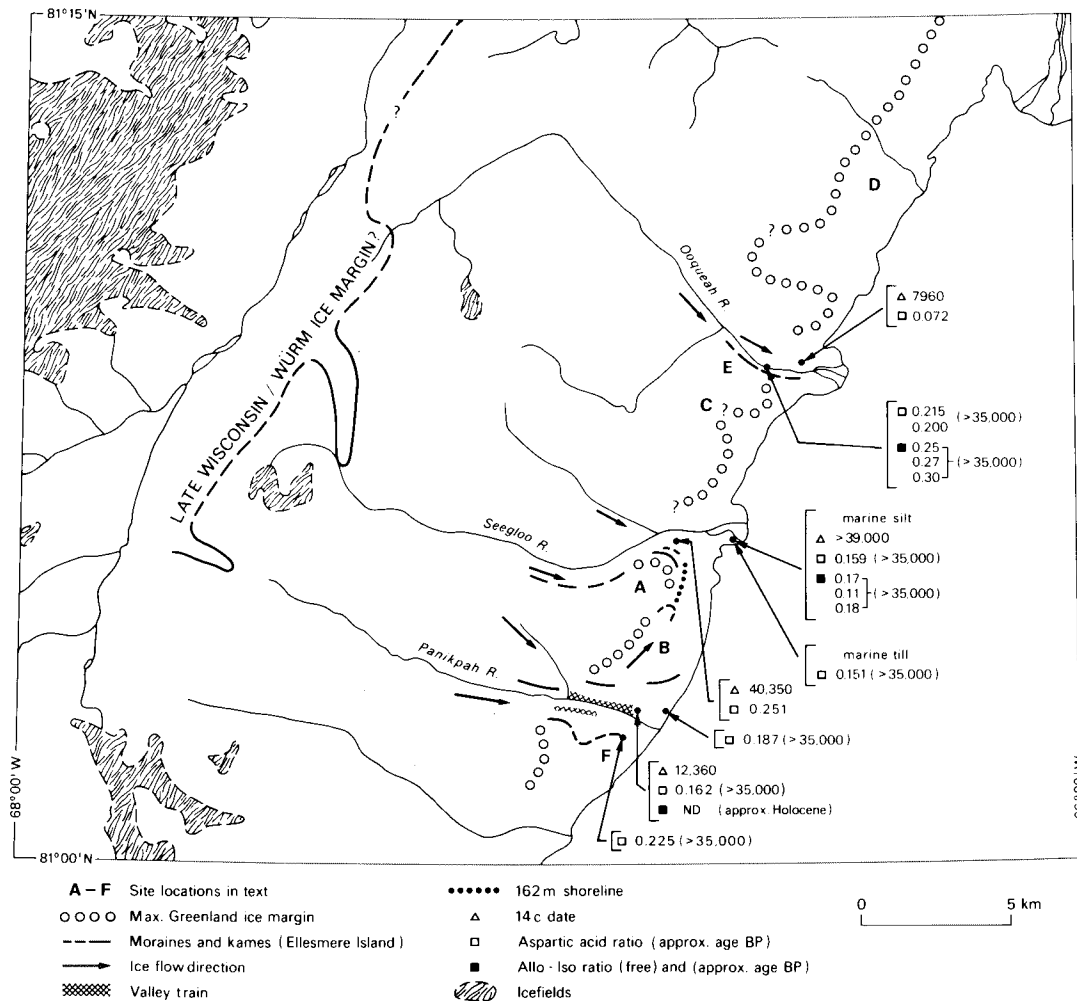 81°15'N
D
?
Ooqueah R.
△ 7960
□ 0.072
E
C
?
□ 0.215
0.200
(>35,000)
■ 0.25
0.27
0.30
(>35,000)
?
?
LATE WISCONSIN / WÜRM ICE MARGIN?
Seegloo R.
marine silt
△ >39.000
□ 0.159 (>35,000)
■ 0.17
0.11
0.18
(>35,000)
A
B
marine till
□ 0.151 (>35,000)
Panikpah R.
△ 40,350
□ 0.251
□ 0.187 (>35,000)
F
△ 12,360
□ 0.162 (>35,000)
■ ND (approx. Holocene)
□ 0.225 (>35,000)
68°00'W
81°00'N
A–F Site locations in text
Max. Greenland ice margin
Moraines and kames (Ellesmere Island)
Ice flow direction
Valley train
162m shoreline
△ 14c date
□ Aspartic acid ratio (approx. age BP)
■ Allo-Iso ratio (free) and (approx. age BP)
Icefields
0 5 km